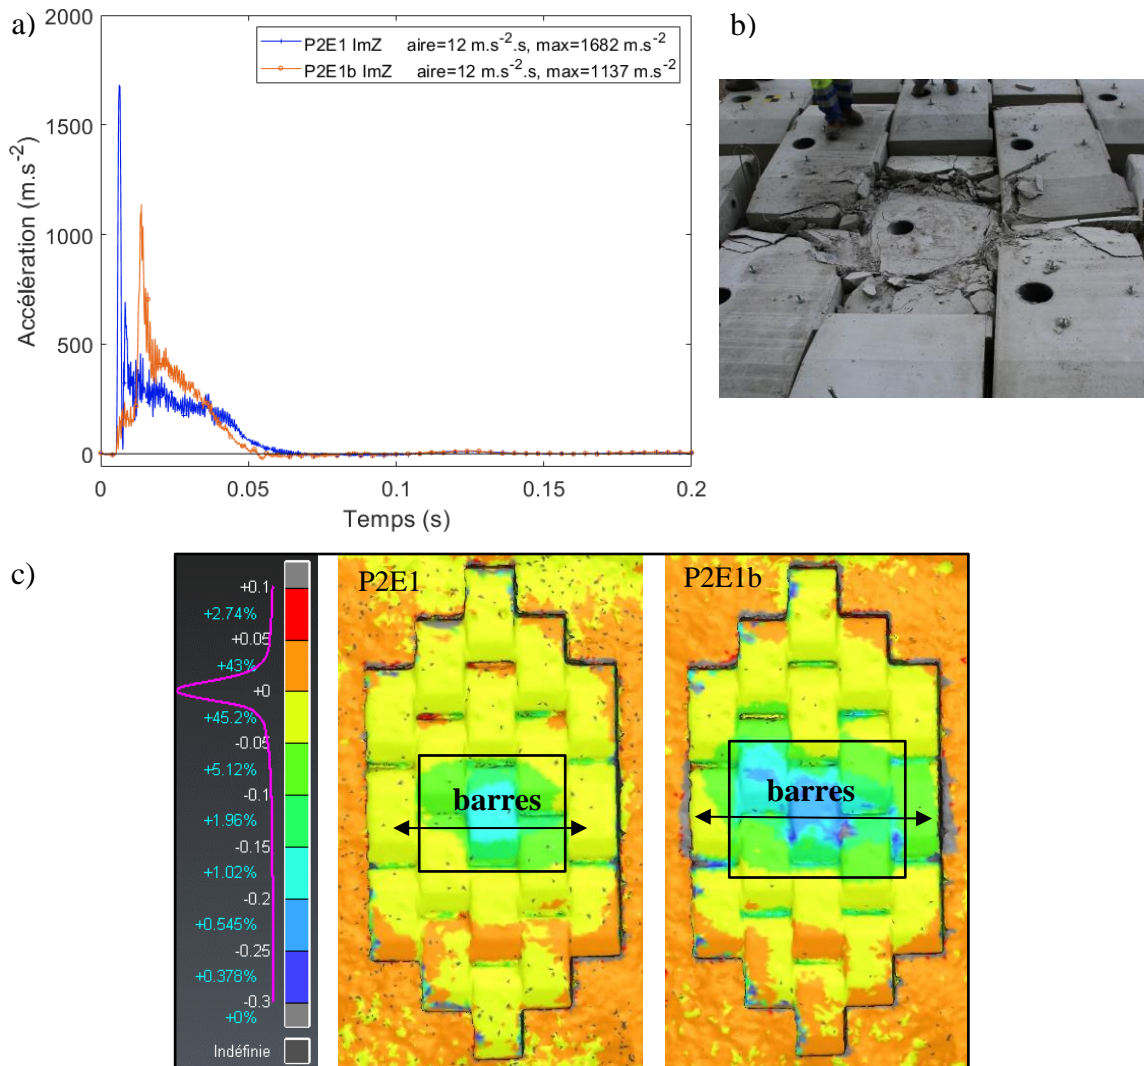 a)
2000
1500
1000
500
0
Accélération (m.s⁻²)
P2E1 ImZ aire=12 m.s⁻².s, max=1682 m.s⁻²
P2E1b ImZ aire=12 m.s⁻².s, max=1137 m.s⁻²
0 0.05 0.1 0.15 0.2
Temps (s)
b)
c)
+0.1
+2.74%
+0.05
+43%
+0
+45.2%
-0.05
+5.12%
-0.1
+1.96%
-0.15
+1.02%
-0.2
+0.545%
-0.25
+0.378%
-0.3
+0%
Indéfinie
P2E1
barres
P2E1b
barres